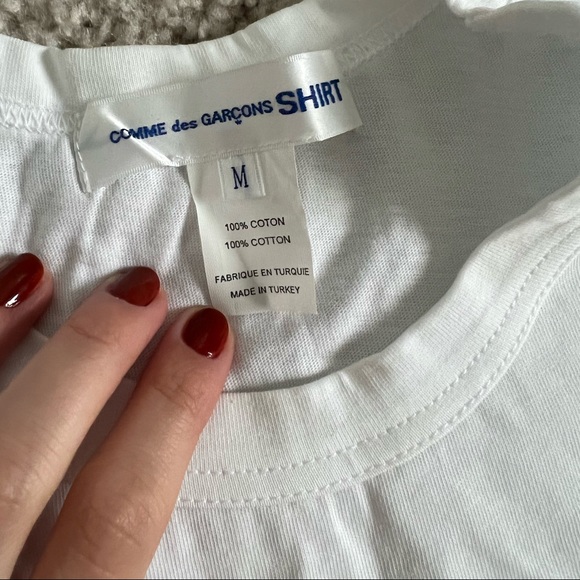 COMME des GARÇONS SHIRT
M
100% COTON
100% COTTON
FABRIQUE EN TURQUIE
MADE IN TURKEY